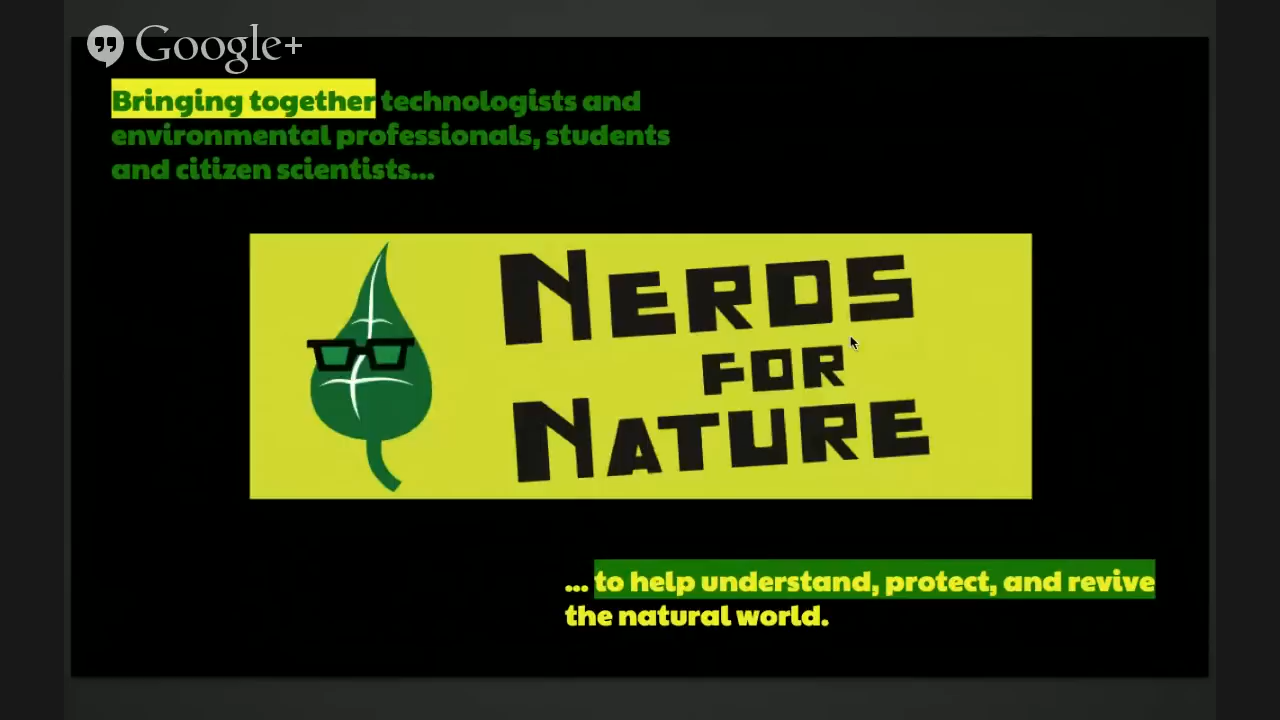 Google+
Bringing together technologists and
environmental professionals, students
and citizen scientists...
NERDS
FOR
NATURE
... to help understand, protect, and revive
the natural world.